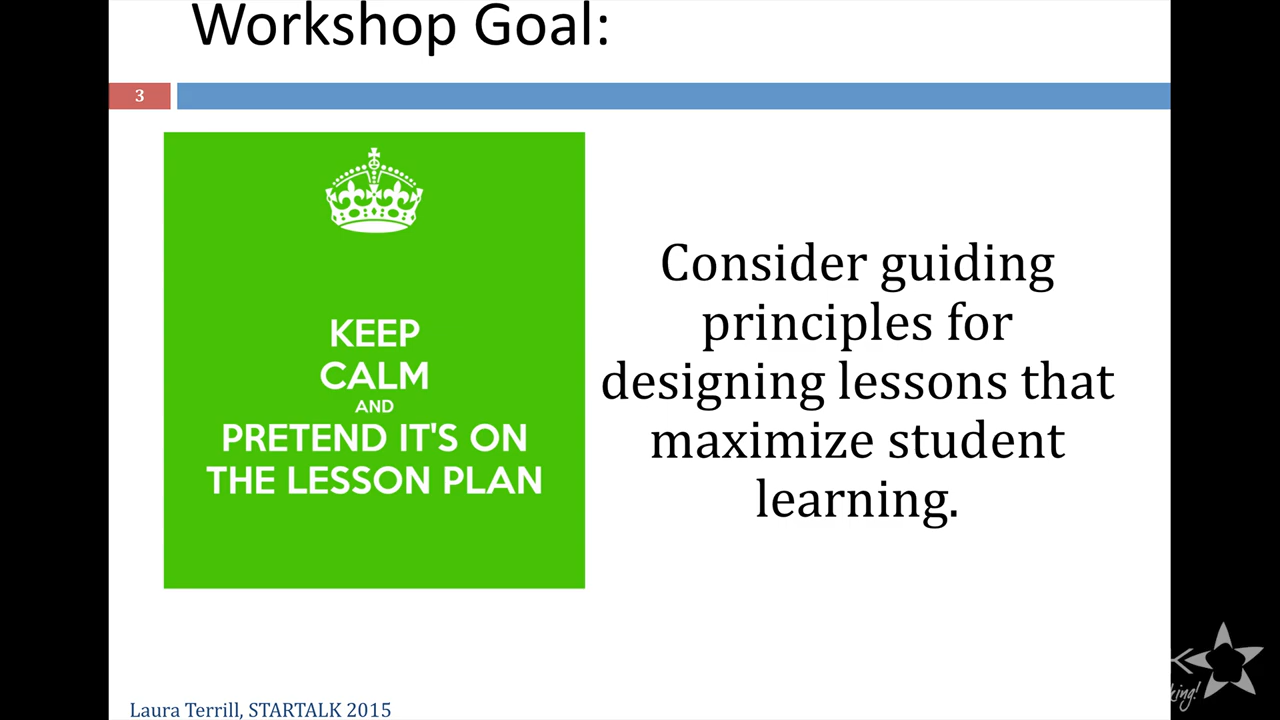 Workshop Goal:
3
KEEP
CALM
AND
PRETEND IT'S ON
THE LESSON PLAN
Consider guiding
principles for
designing lessons that
maximize student
learning.
Laura Terrill, STARTALK 2015